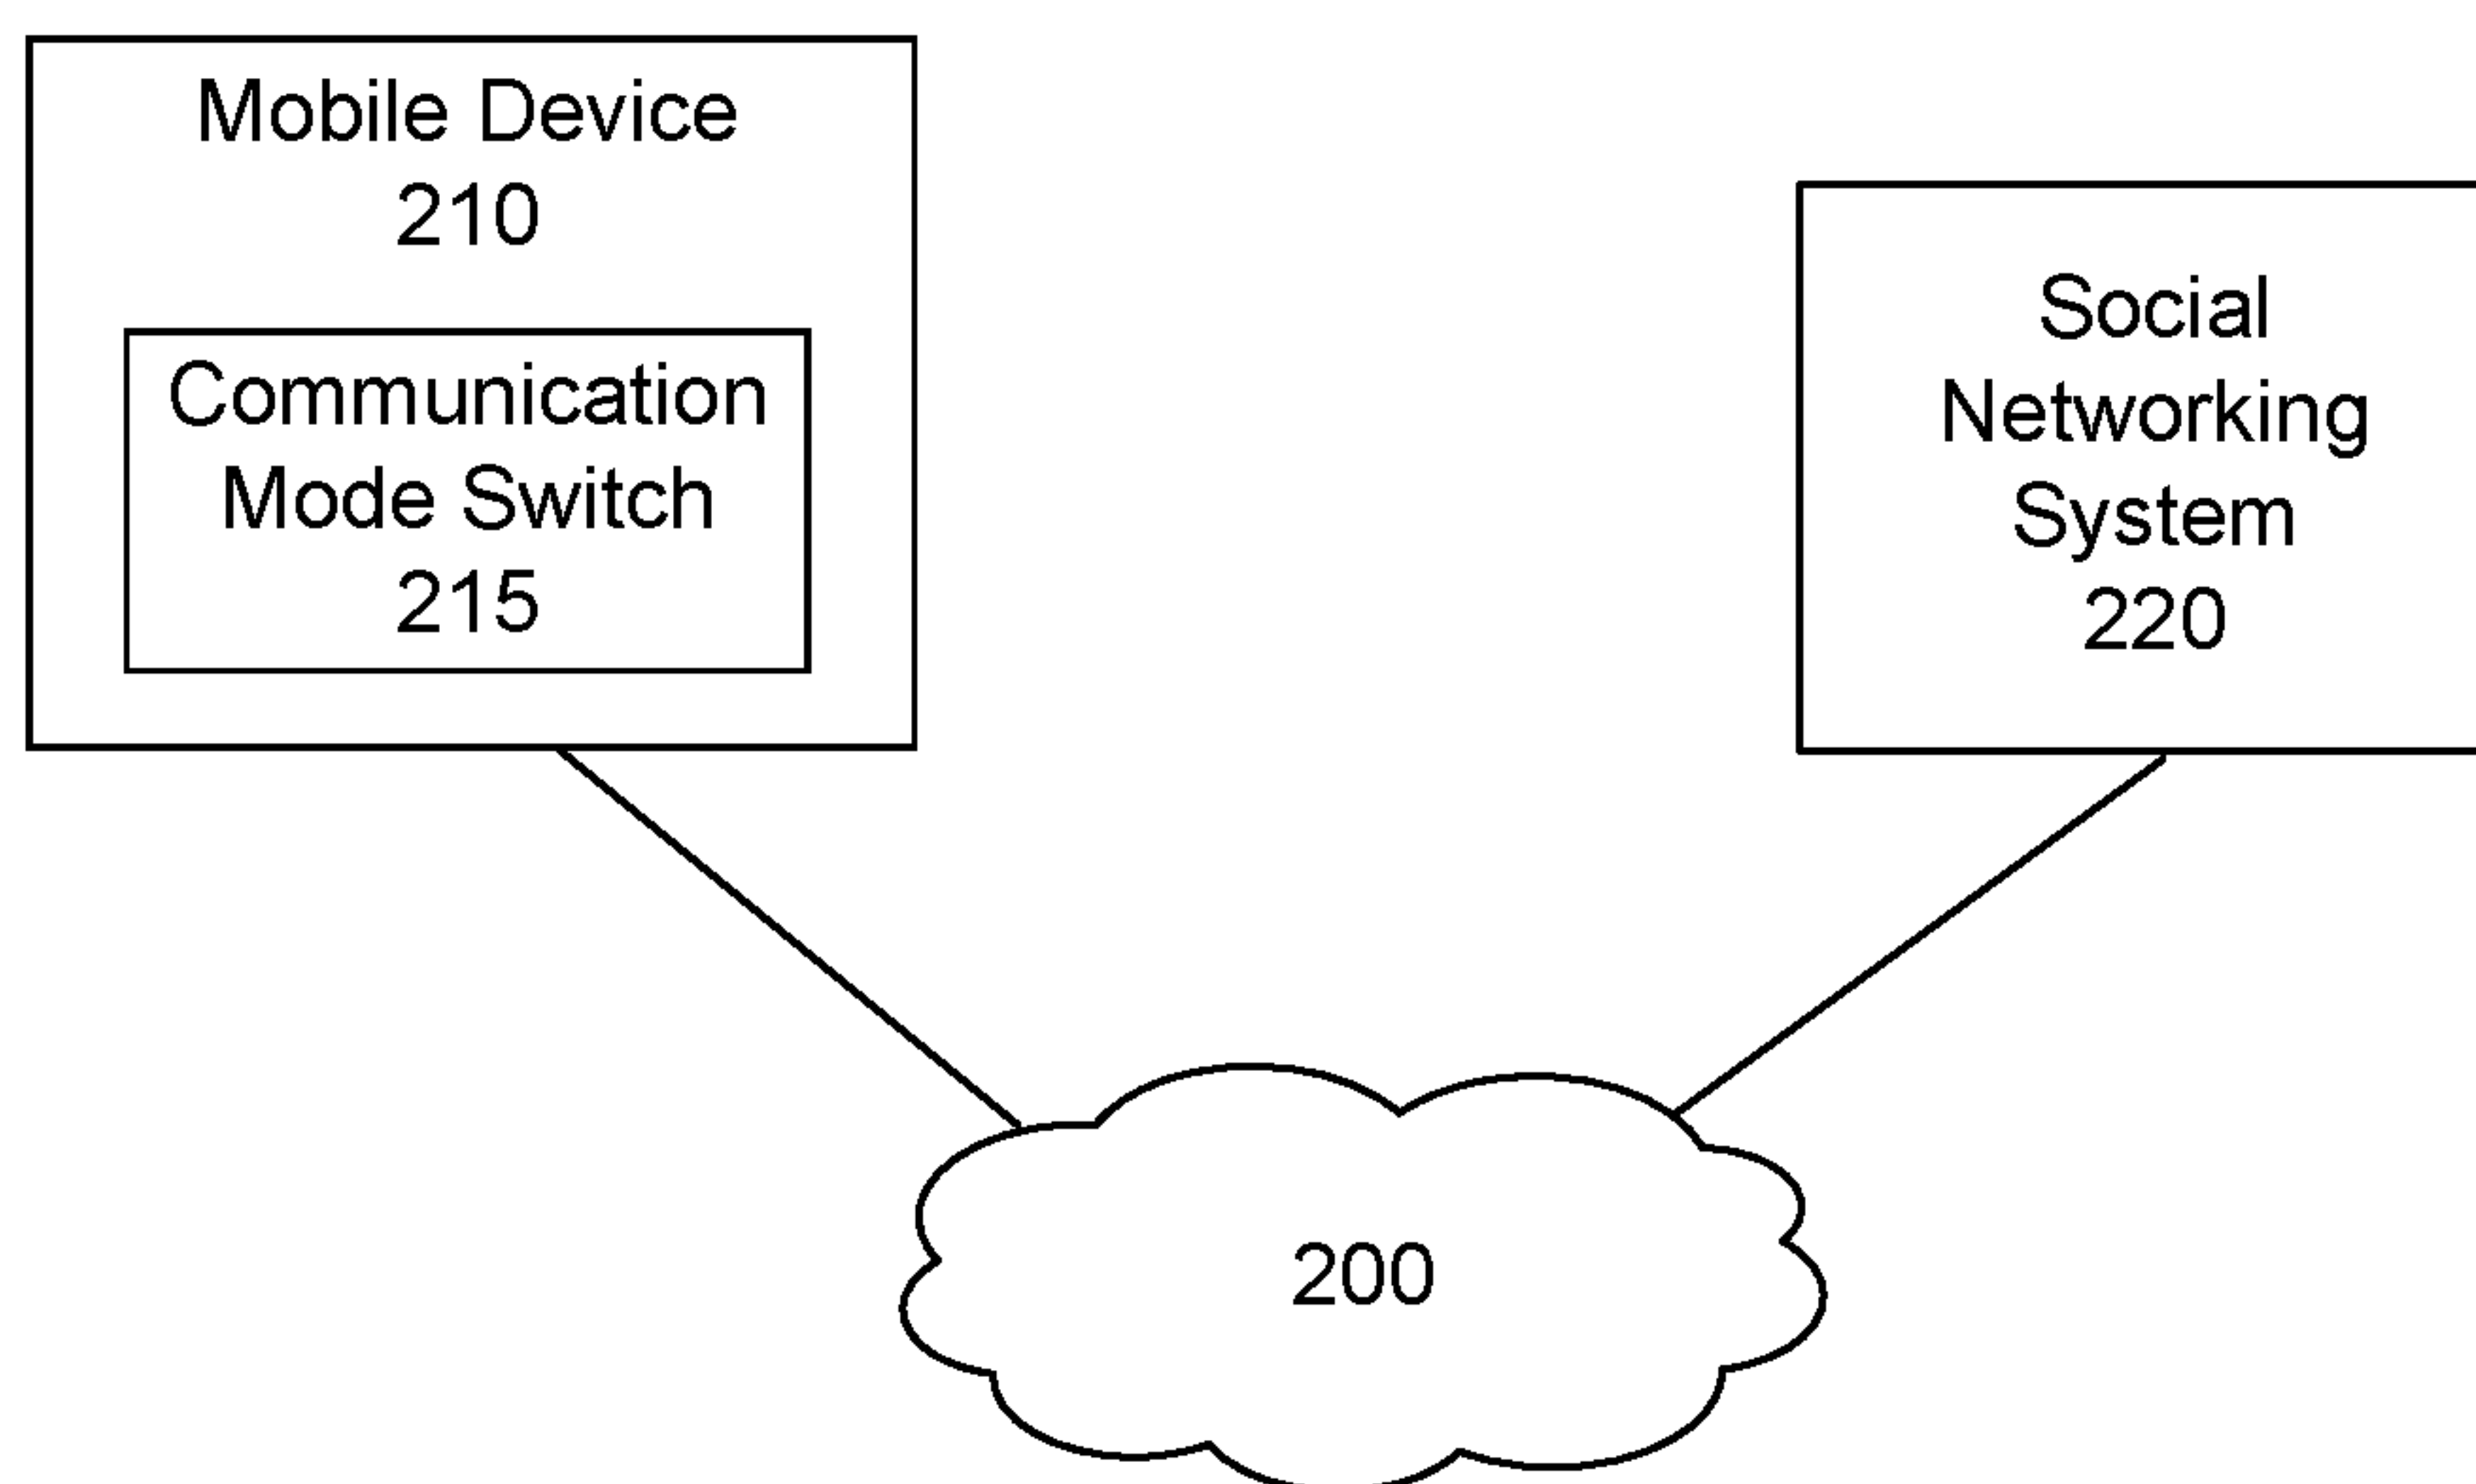 Mobile Device
210
Communication
Mode Switch
215
Social
Networking
System
220
200